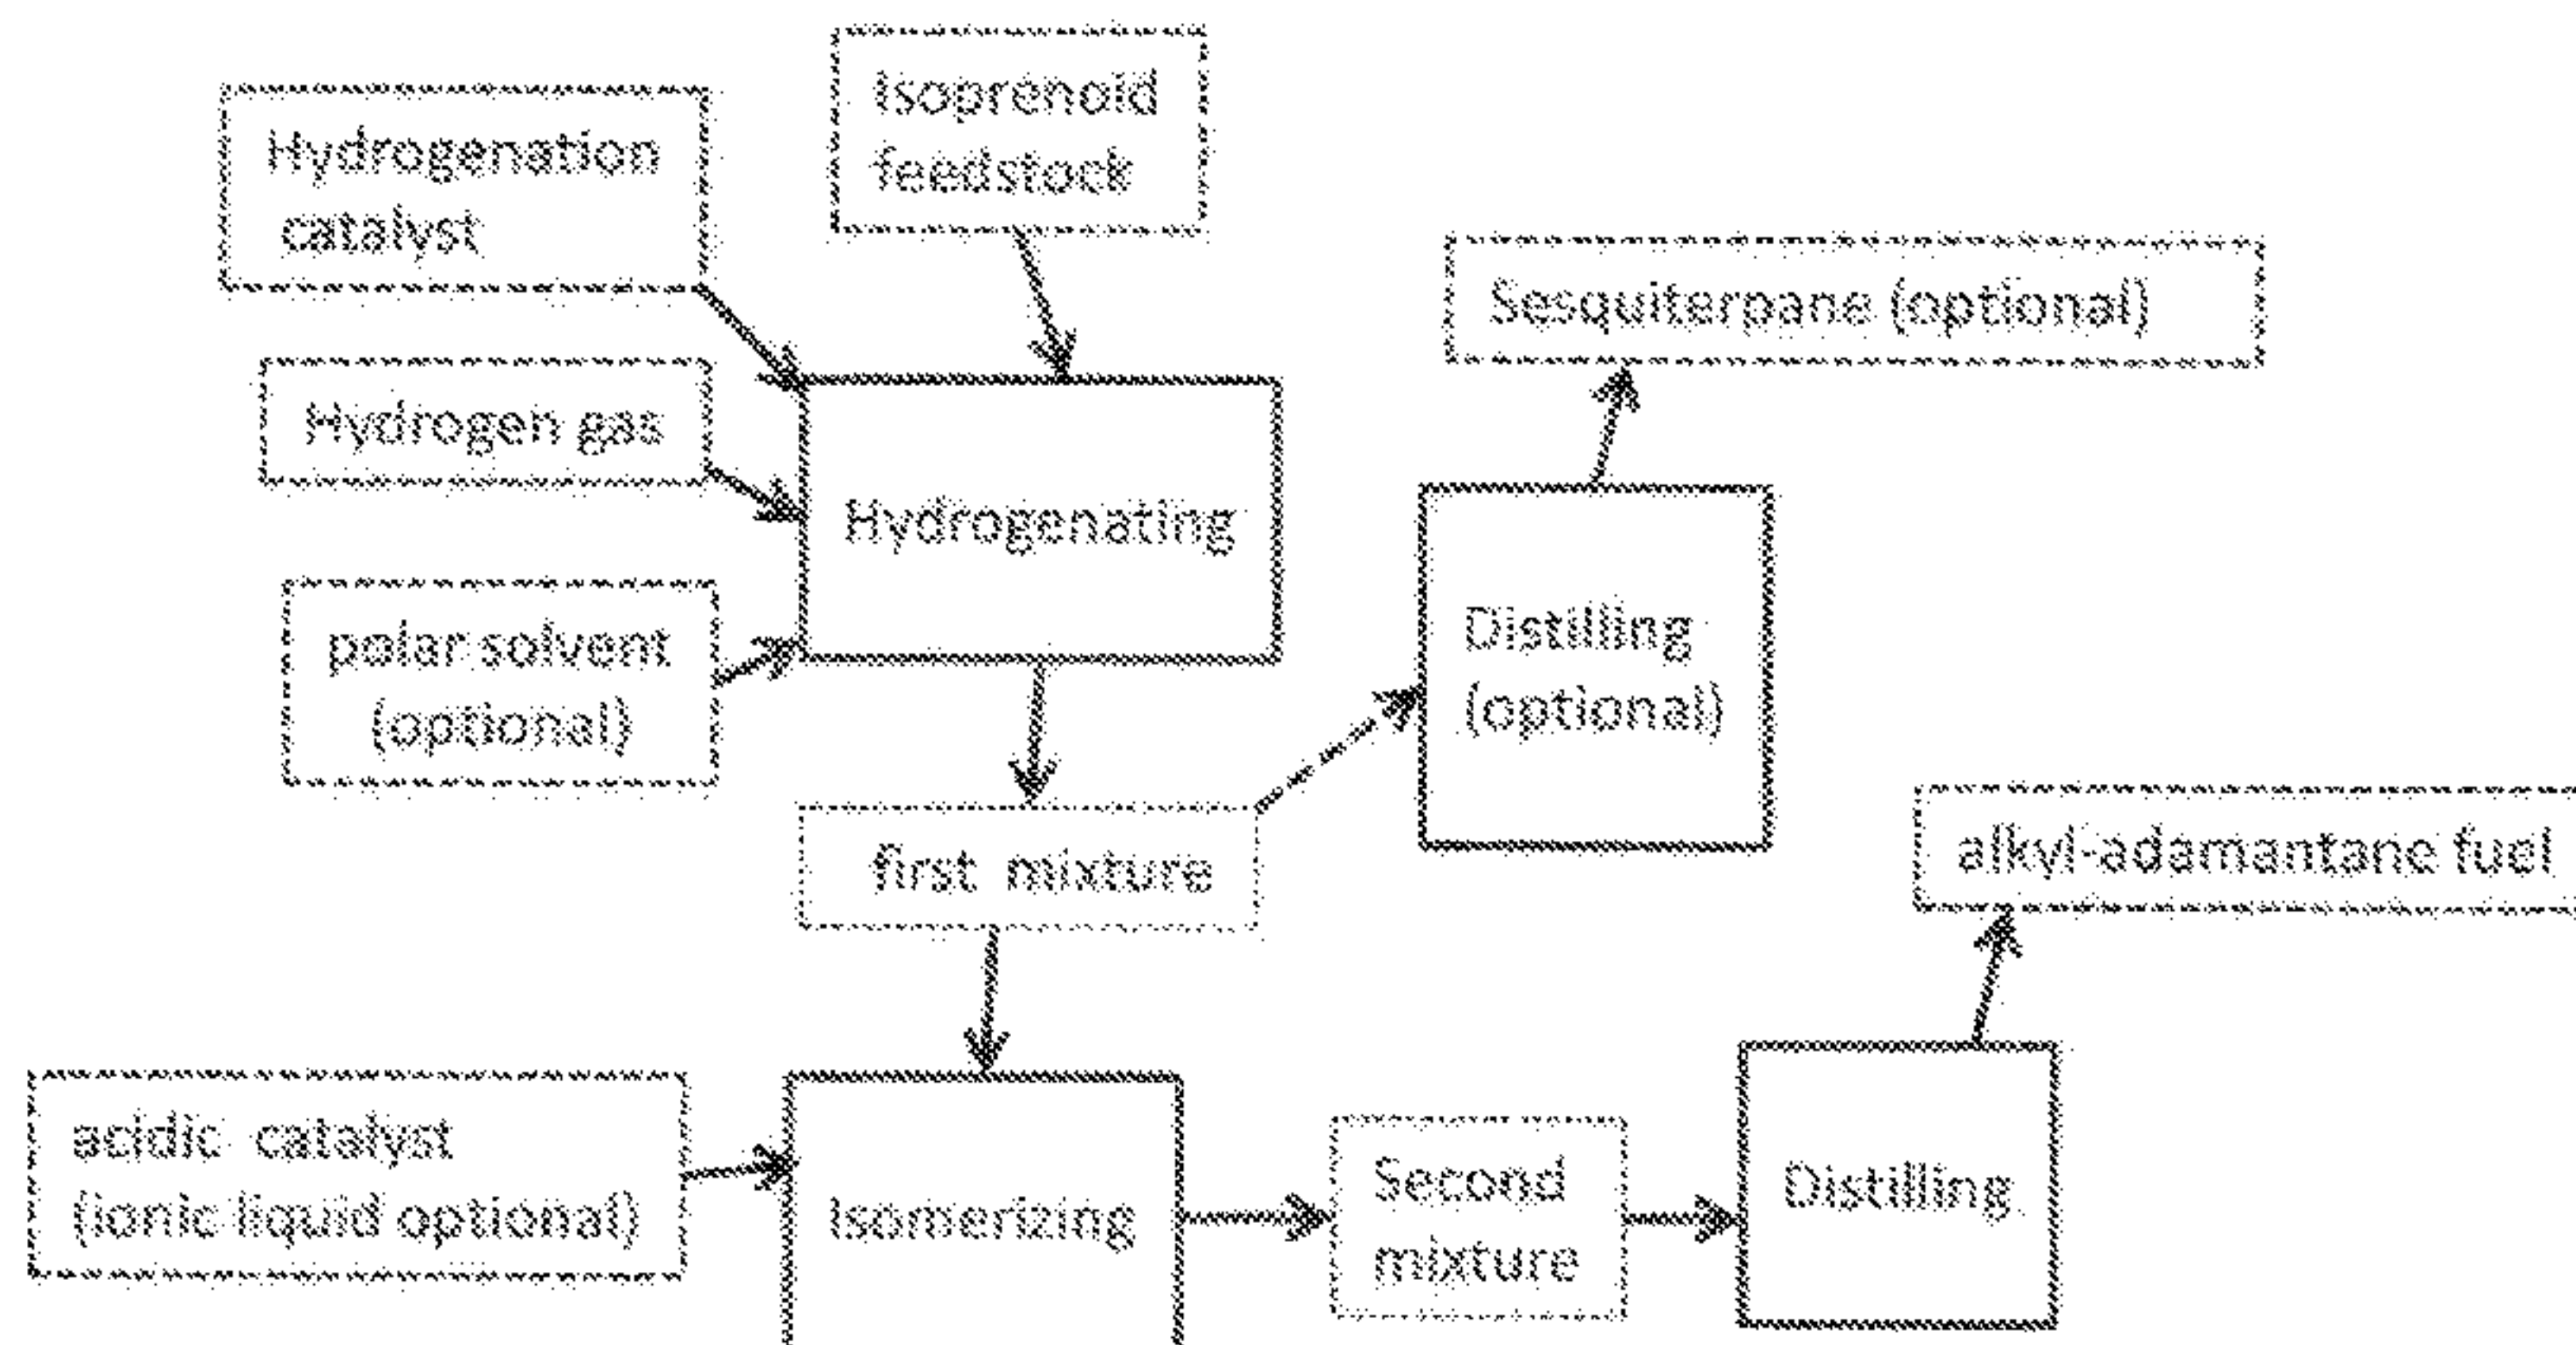 Isoprenoid
feedstock
Hydrogenation
catalyst
Sesquiterpane (optional)
Hydrogen gas
Hydrogenating
polar solvent
(optional)
Distilling
(optional)
first mixture
alkyl-adamantane fuel
acidic catalyst
(ionic liquid optional)
Isomerizing
Second
mixture
Distilling